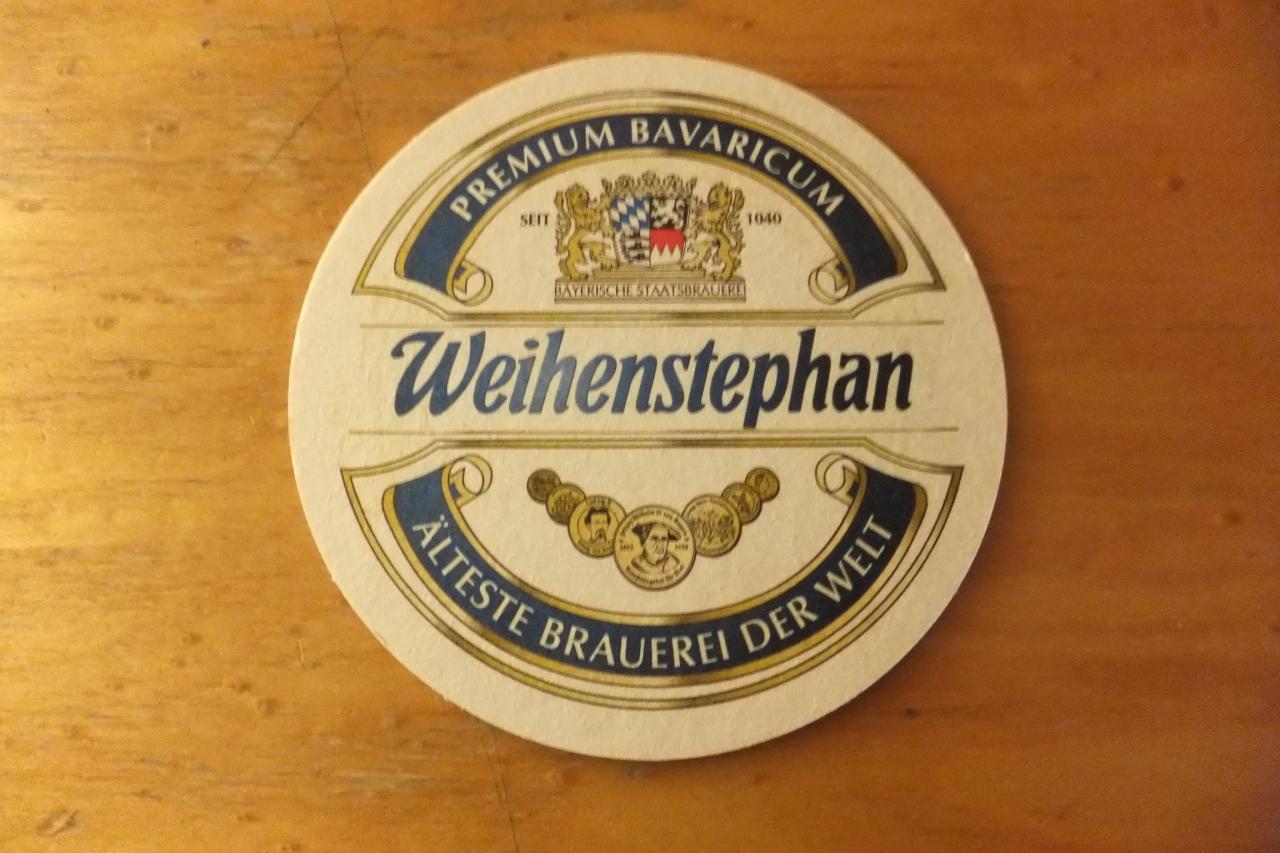 PREMIUM BAVARICUM
SEIT 1040
BAYERISCHE STAATSBRAUEREI
Weihenstephan
ÄLTESTE BRAUEREI DER WELT